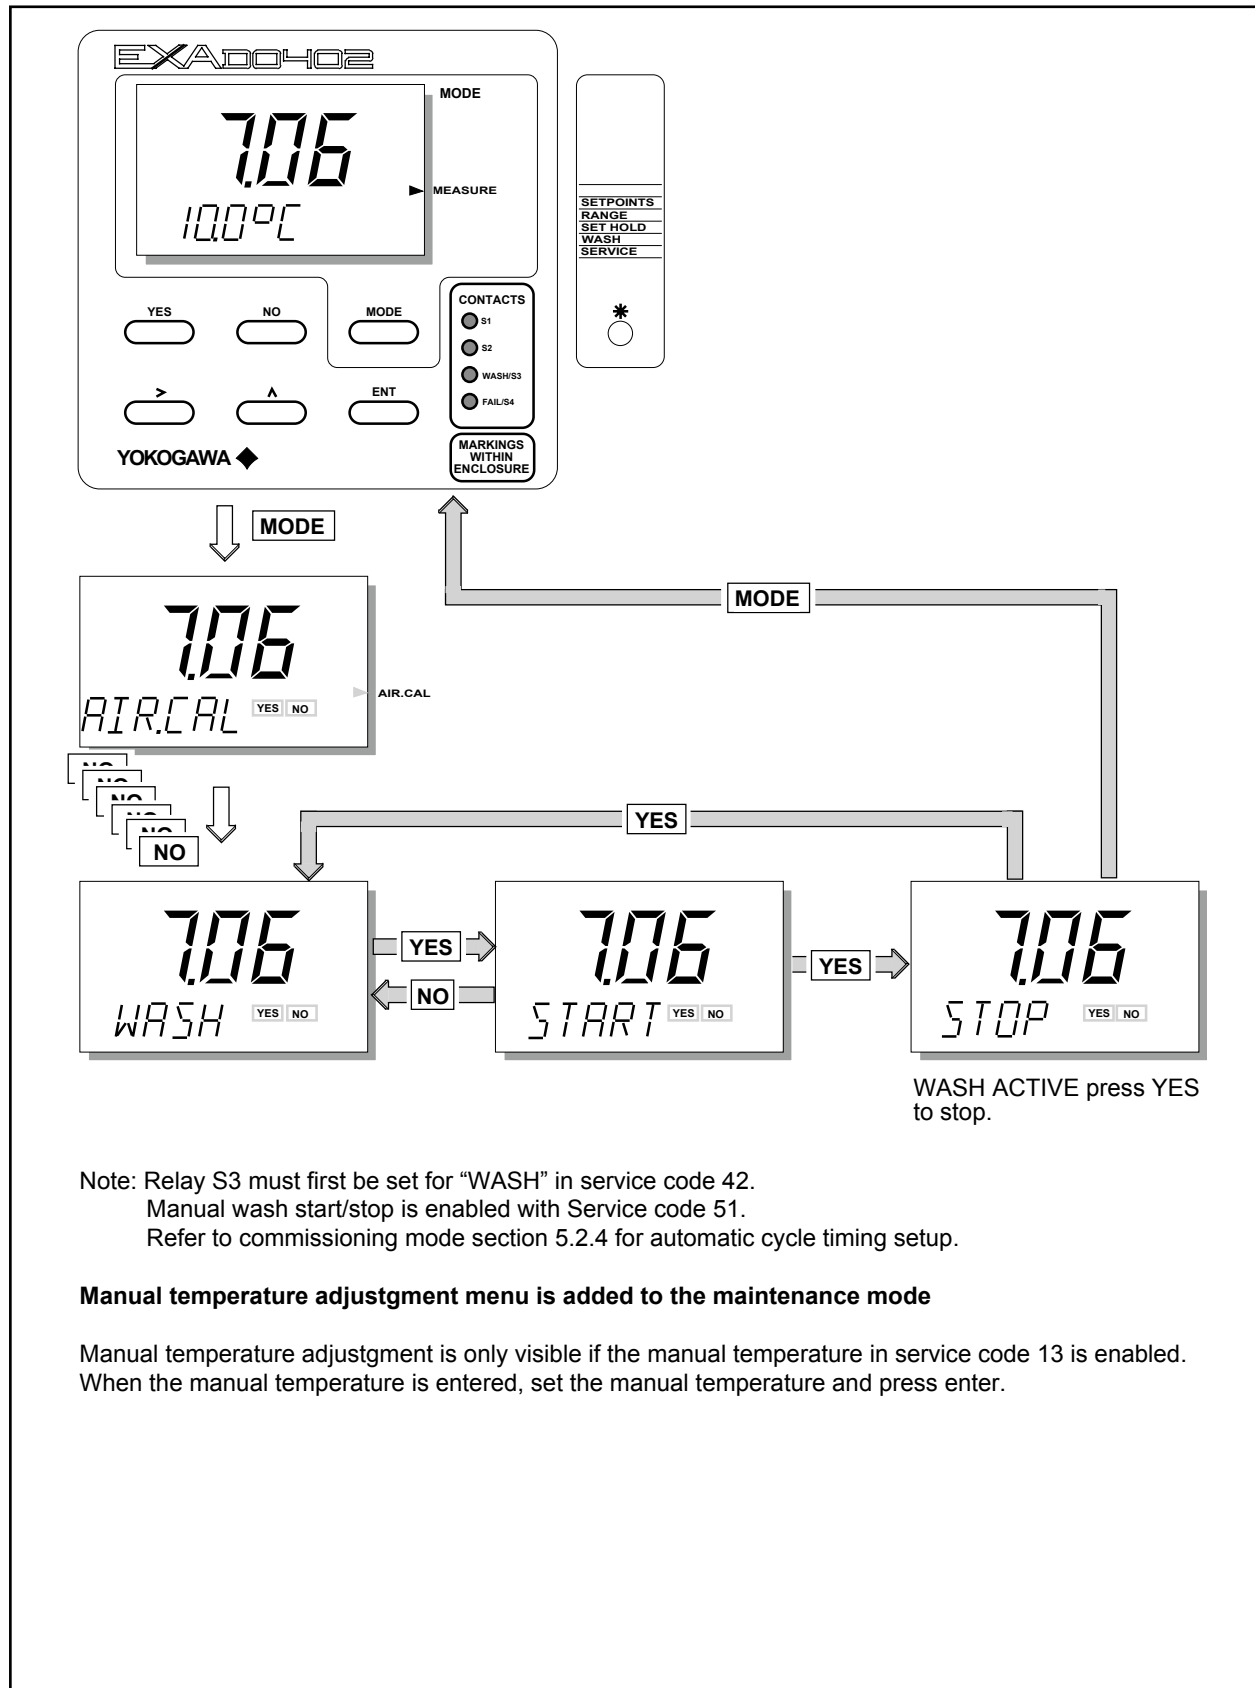 EXA DO402
MODE
7.06
MEASURE
10.0°C
SETPOINTS
RANGE
SET HOLD
WASH
SERVICE
*
YES NO MODE
CONTACTS
S1
S2
WASH/S3
FAIL/S4
> ∧ ENT
YOKOGAWA
MARKINGS
WITHIN
ENCLOSURE
MODE
MODE
7.06
AIR.CAL YES NO
AIR.CAL
NO
NO
NO
NO
NO
NO
YES
7.06
WASH YES NO
YES
NO
7.06
START YES NO
YES
7.06
STOP YES NO
WASH ACTIVE press YES
to stop.
Note: Relay S3 must first be set for “WASH” in service code 42.
Manual wash start/stop is enabled with Service code 51.
Refer to commissioning mode section 5.2.4 for automatic cycle timing setup.
Manual temperature adjustgment menu is added to the maintenance mode
Manual temperature adjustgment is only visible if the manual temperature in service code 13 is enabled.
When the manual temperature is entered, set the manual temperature and press enter.